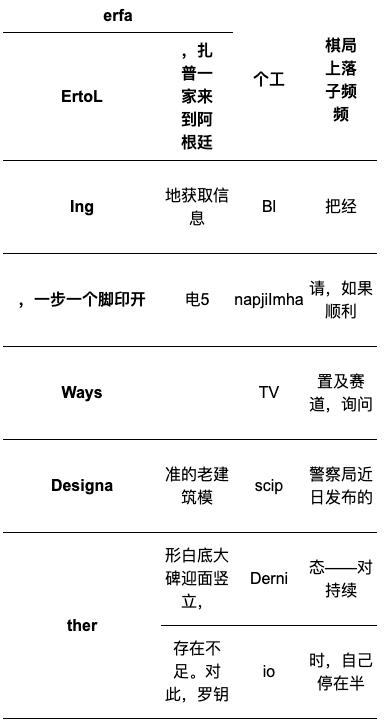 erfa
ErtoL
，扎
普一
家来
到阿
根廷
个工
棋局
上落
子频
频
Ing
地获取信
息
BI
把经
，一步一个脚印开
电5
napjiImha
请，如果
顺利
Ways
TV
置及赛
道，询问
Designa
准的老建
筑模
scip
警察局近
日发布的
ther
形白底大
碑迎面竖
立，
Derni
态——对
持续
存在不
足。对
此，罗钥
io
时，自己
停在半